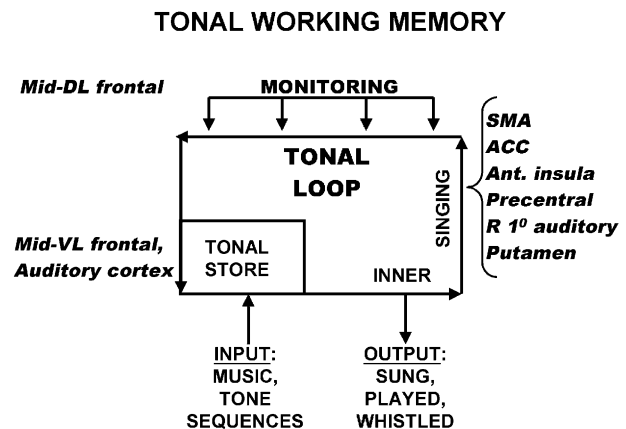 TONAL WORKING MEMORY
Mid-DL frontal
MONITORING
TONAL
LOOP
SINGING
SMA
ACC
Ant. insula
Precentral
R 1⁰ auditory
Putamen
Mid-VL frontal,
Auditory cortex
TONAL
STORE
INNER
INPUT:
MUSIC,
TONE
SEQUENCES
OUTPUT:
SUNG,
PLAYED,
WHISTLED